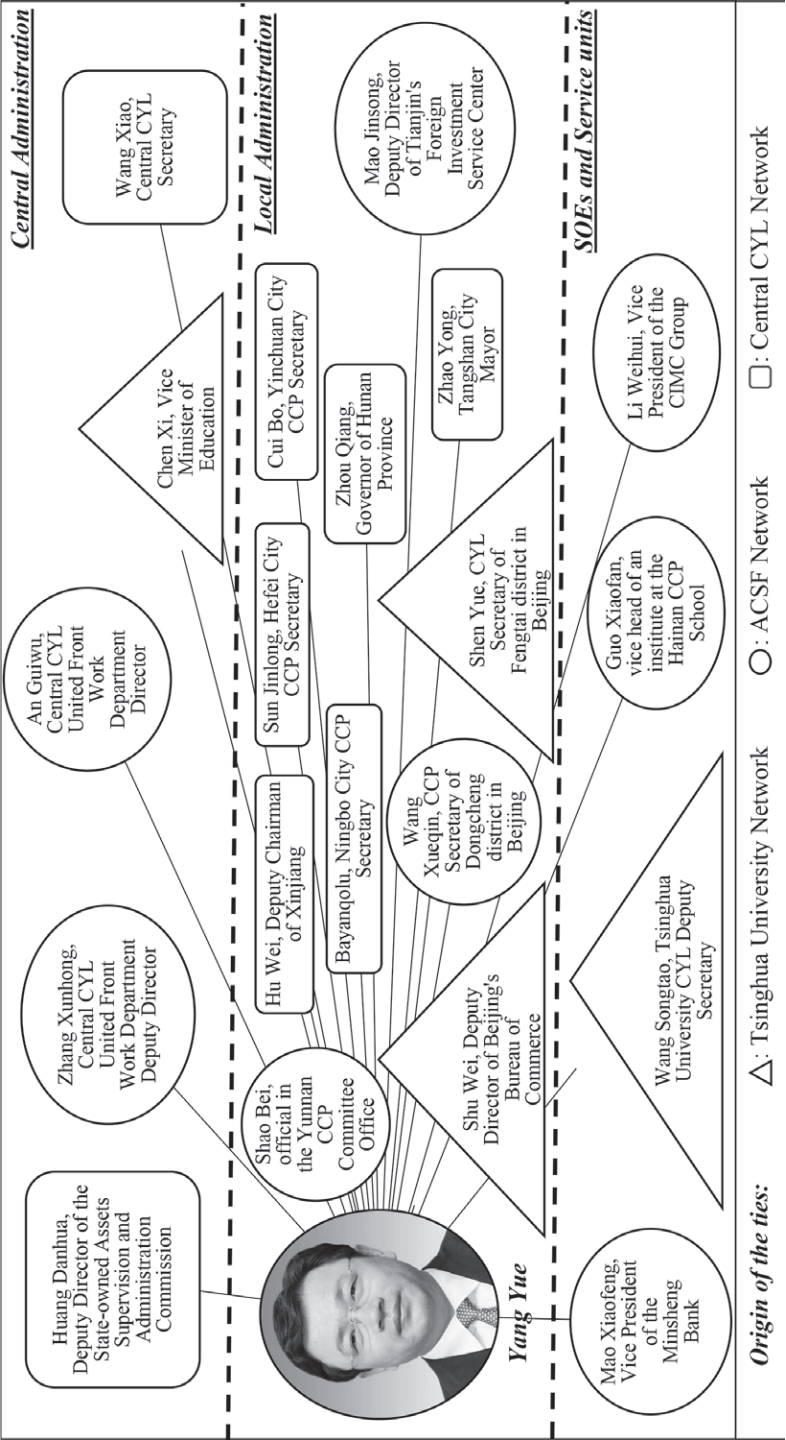 Central Administration
Huang Danhua,
Deputy Director of the
State-owned Assets
Supervision and
Administration
Commission
Zhang Xunhong,
Central CYL
United Front
Work Department
Deputy Director
An Guiwu,
Central CYL
United Front
Work
Department
Director
Chen Xi, Vice
Minister of
Education
Wang Xiao,
Central CYL
Secretary
Local Administration
Shao Bei,
official in
the Yunnan
CCP
Committee
Office
Hu Wei, Deputy Chairman
of Xinjiang
Sun Jinlong, Hefei City
CCP Secretary
Cui Bo, Yinchuan City
CCP Secretary
Bayanqolu, Ningbo City CCP
Secretary
Zhou Qiang,
Governor of Hunan
Province
Mao Jinsong,
Deputy Director
of Tianjin's
Foreign
Investment
Service Center
Shu Wei, Deputy
Director of Beijing's
Bureau of
Commerce
Wang
Xueqin, CCP
Secretary of
Dongcheng
district in
Beijing
Shen Yue, CYL
Secretary of
Fengtai district in
Beijing
Zhao Yong,
Tangshan City
Mayor
Yang Yue
SOEs and Service units
Mao Xiaofeng,
Vice President
of the
Minsheng
Bank
Wang Songtao, Tsinghua
University CYL Deputy
Secretary
Guo Xiaofan,
vice head of an
institute at the
Hainan CCP
School
Li Weihui, Vice
President of the
CIMC Group
Origin of the ties:
△: Tsinghua University Network
○: ACSF Network
▢: Central CYL Network